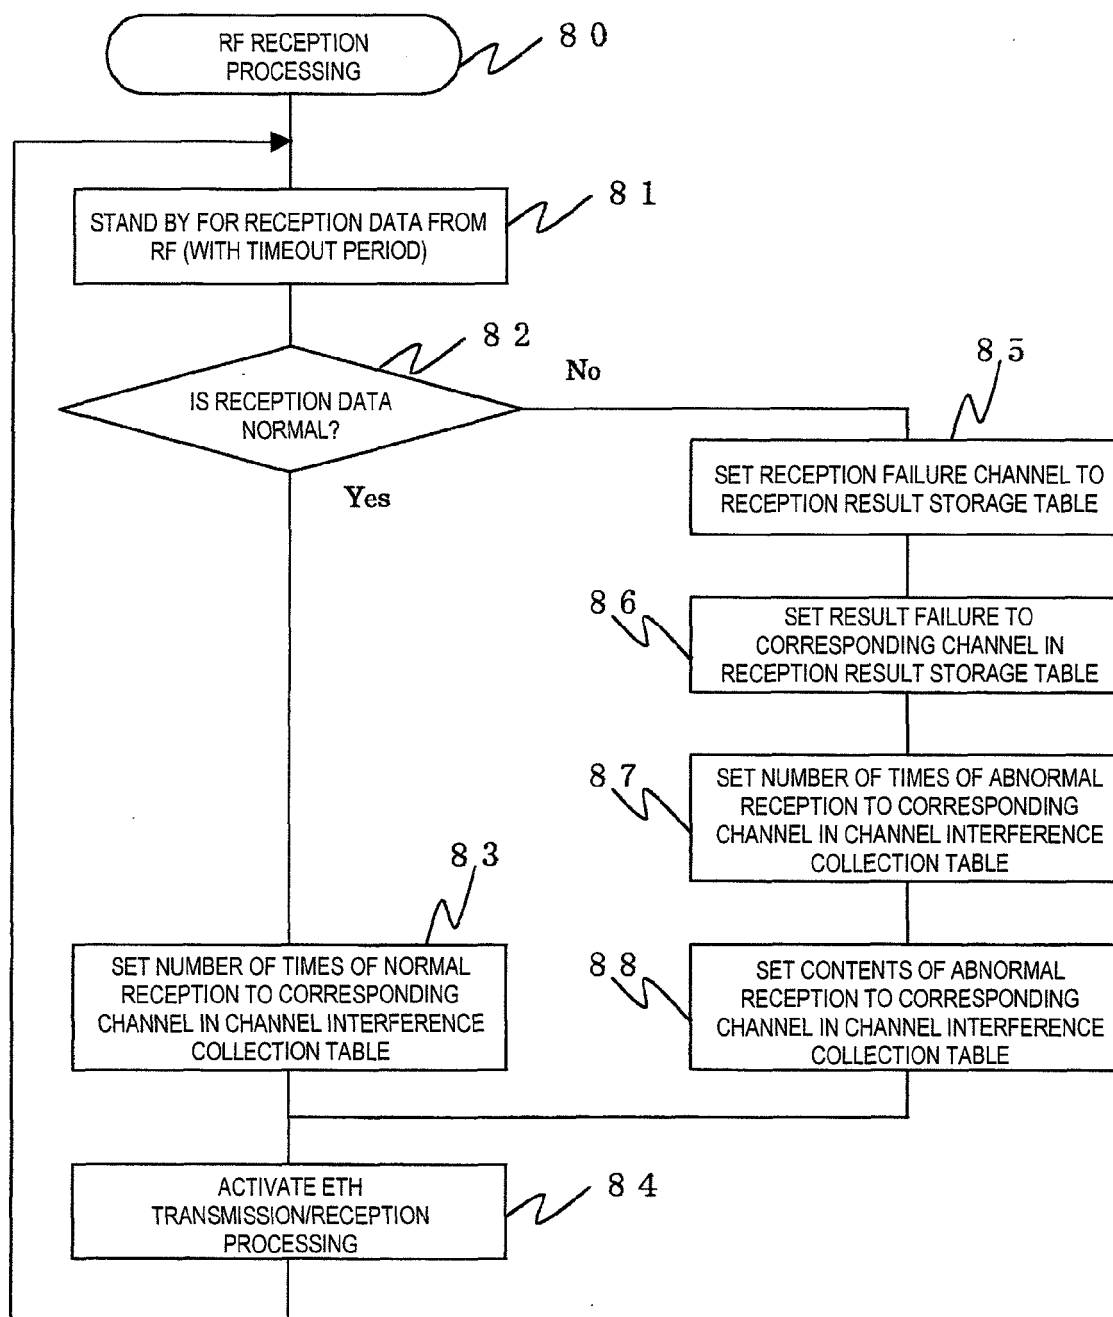 RF RECEPTION
PROCESSING
80
STAND BY FOR RECEPTION DATA FROM
RF (WITH TIMEOUT PERIOD)
81
IS RECEPTION DATA
NORMAL?
82
No
Yes
85
SET RECEPTION FAILURE CHANNEL TO
RECEPTION RESULT STORAGE TABLE
86
SET RESULT FAILURE TO
CORRESPONDING CHANNEL IN
RECEPTION RESULT STORAGE TABLE
87
SET NUMBER OF TIMES OF ABNORMAL
RECEPTION TO CORRESPONDING
CHANNEL IN CHANNEL INTERFERENCE
COLLECTION TABLE
83
SET NUMBER OF TIMES OF NORMAL
RECEPTION TO CORRESPONDING
CHANNEL IN CHANNEL INTERFERENCE
COLLECTION TABLE
88
SET CONTENTS OF ABNORMAL
RECEPTION TO CORRESPONDING
CHANNEL IN CHANNEL INTERFERENCE
COLLECTION TABLE
ACTIVATE ETH
TRANSMISSION/RECEPTION
PROCESSING
84